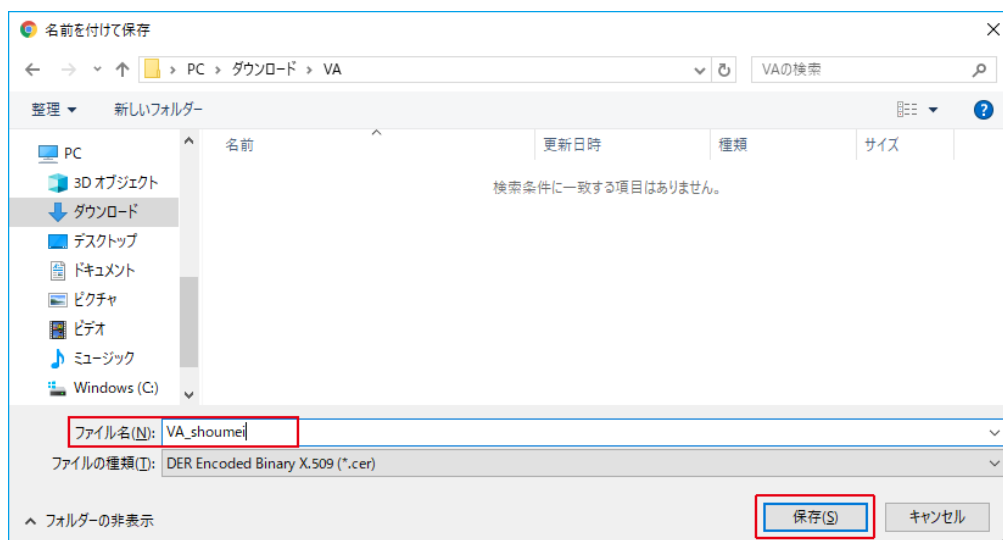 名前を付けて保存
PC › ダウンロード › VA
VAの検索
整理 新しいフォルダー
名前 更新日時 種類 サイズ
検索条件に一致する項目はありません。
PC
3D オブジェクト
ダウンロード
デスクトップ
ドキュメント
ピクチャ
ビデオ
ミュージック
Windows (C:)
ファイル名(N): VA_shoumei
ファイルの種類(T): DER Encoded Binary X.509 (*.cer)
フォルダーの非表示 保存(S) キャンセル